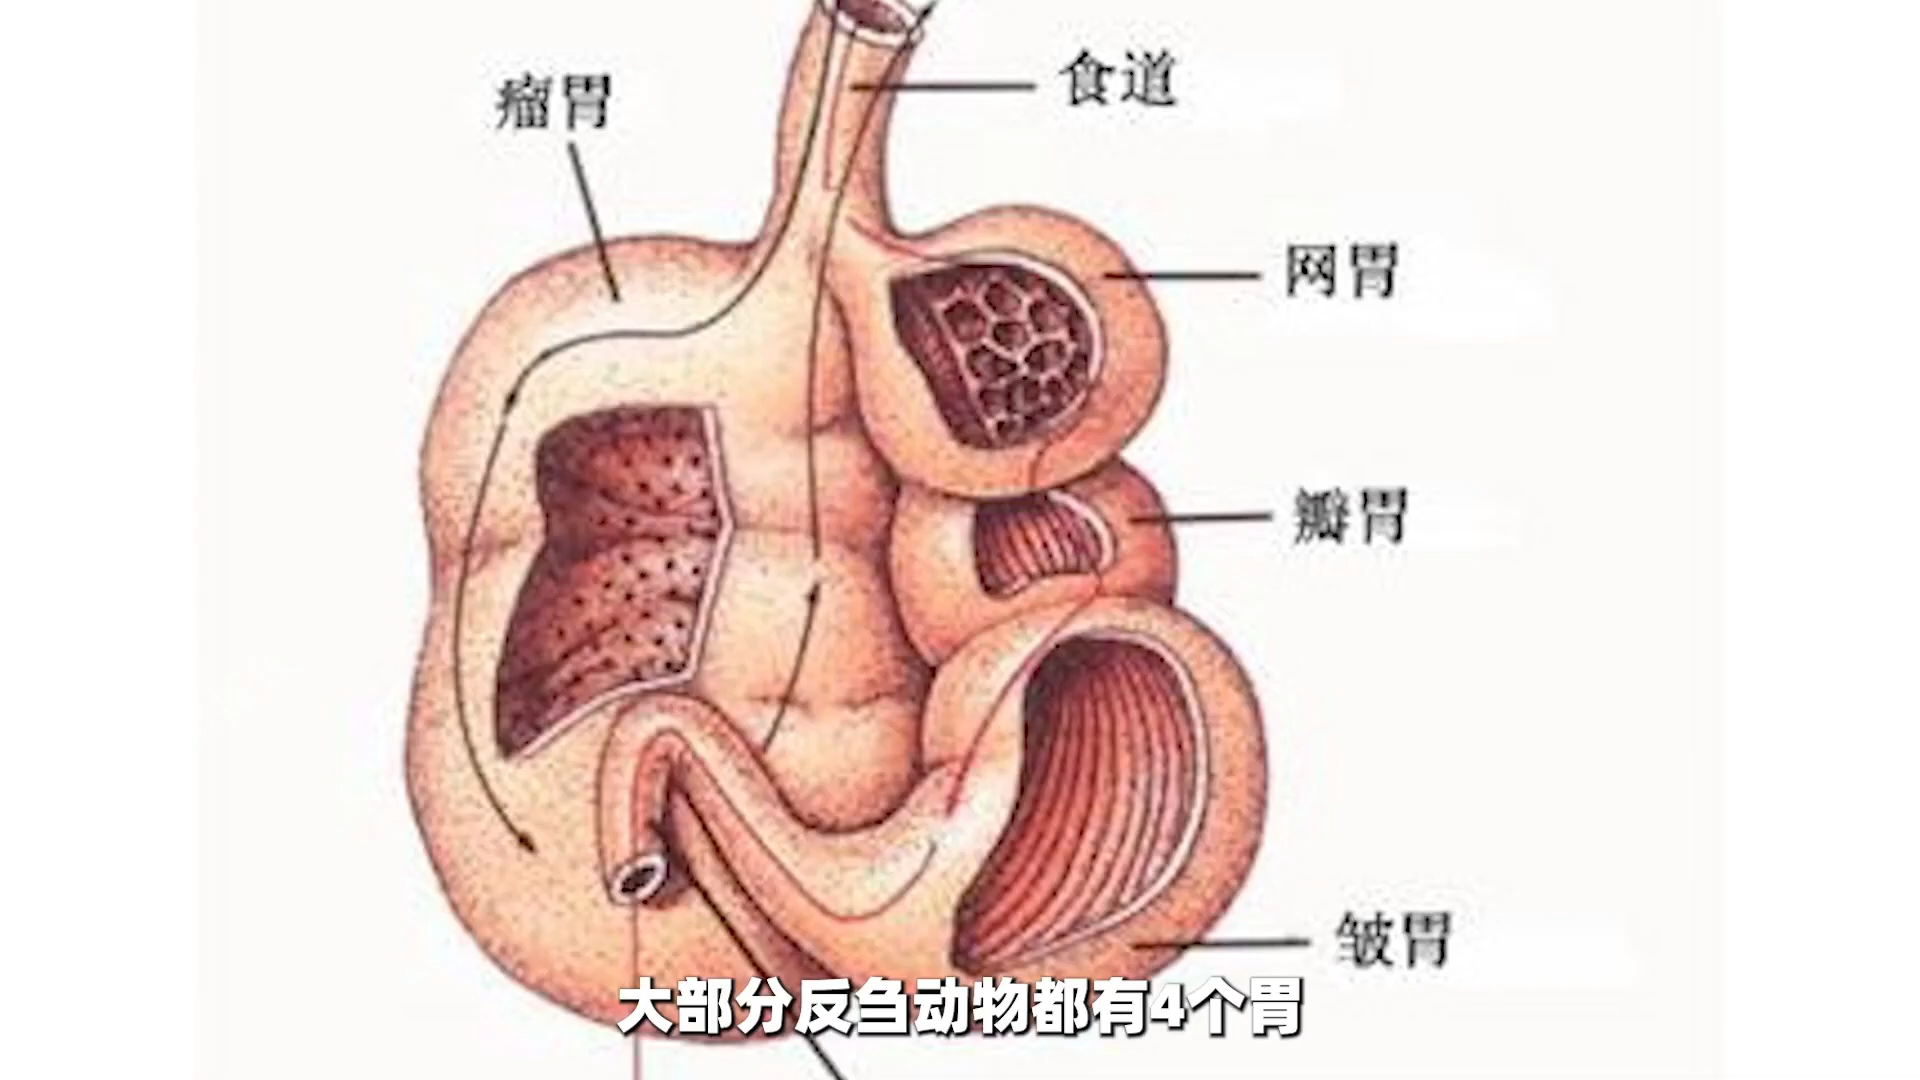 食道
瘤胃
网胃
瓣胃
皱胃
大部分反刍动物都有4个胃